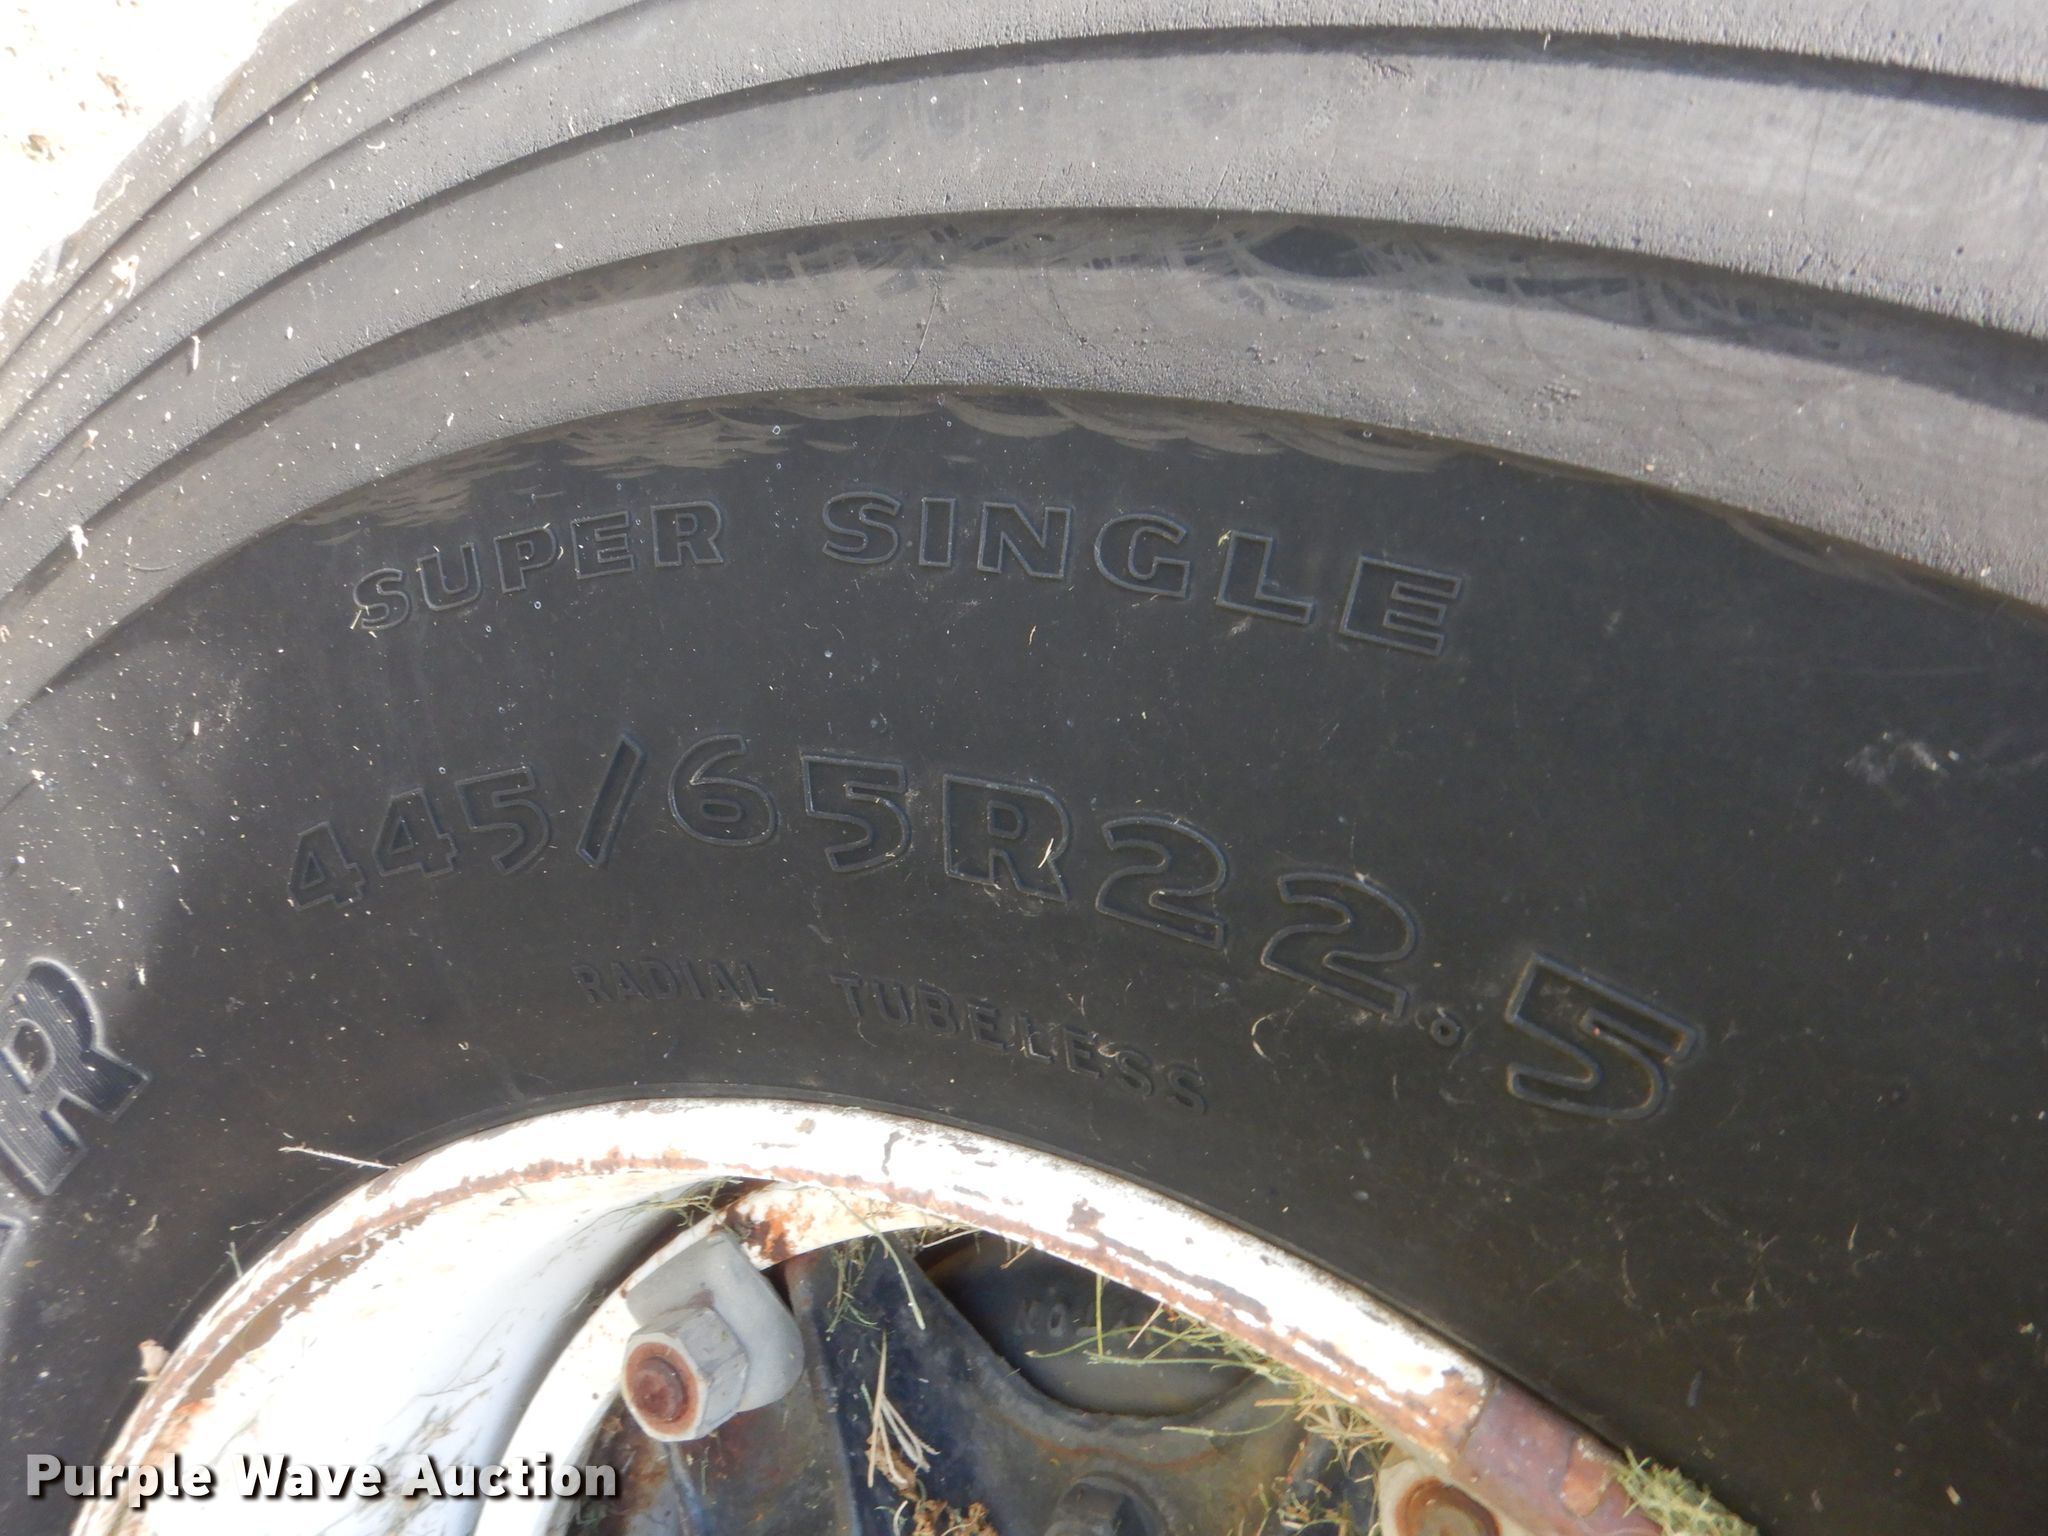 SUPER SINGLE
445/65R22.5
RADIAL TUBELESS
Purple Wave Auction